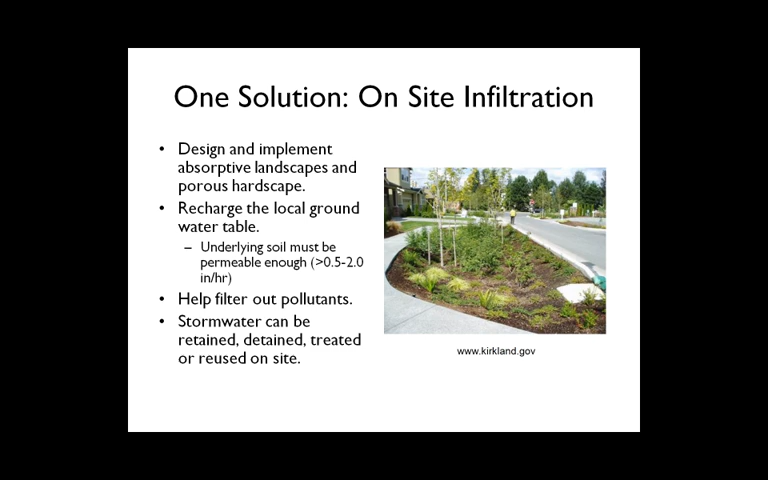 One Solution: On Site Infiltration
• Design and implement
absorptive landscapes and
porous hardscape.
• Recharge the local ground
water table.
– Underlying soil must be
permeable enough (>0.5-2.0
in/hr)
• Help filter out pollutants.
• Stormwater can be
retained, detained, treated
or reused on site.
www.kirkland.gov